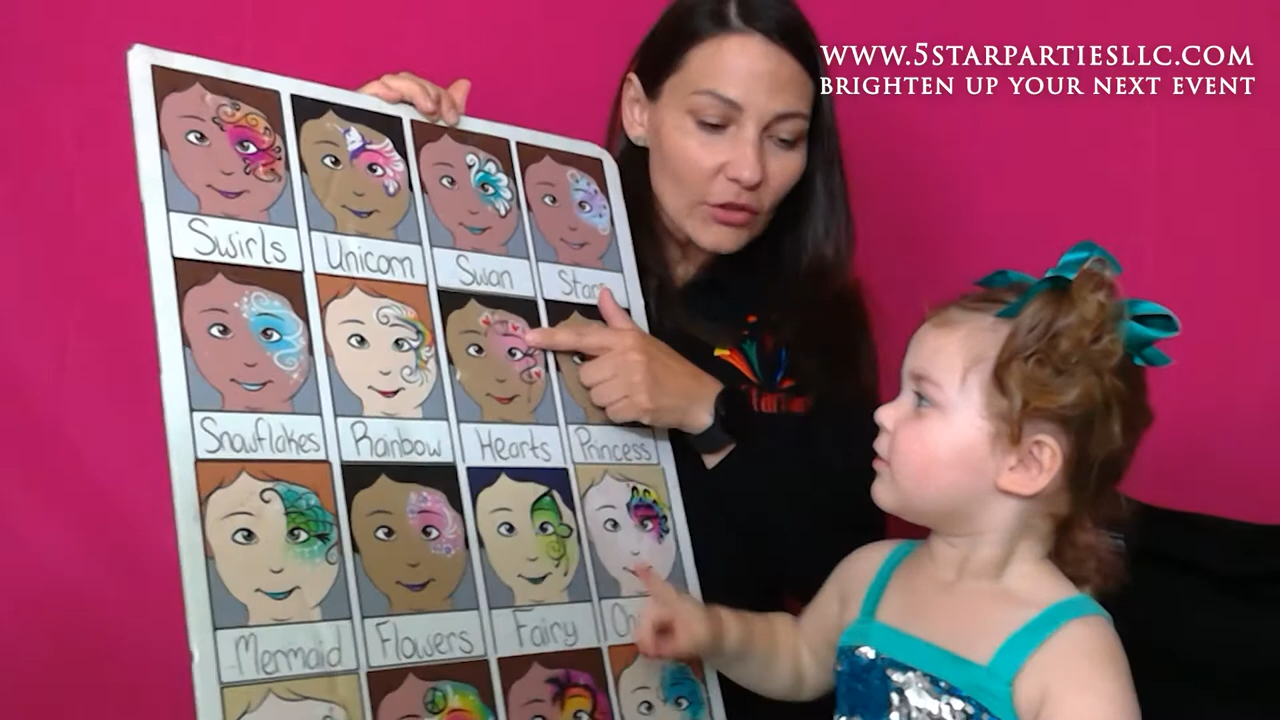 WWW.5STARPARTIESLLC.COM
BRIGHTEN UP YOUR NEXT EVENT
Swirls
Unicorn
Swan
Snowflakes
Rainbow
Hearts
Princess
Mermaid
Flowers
Fairy